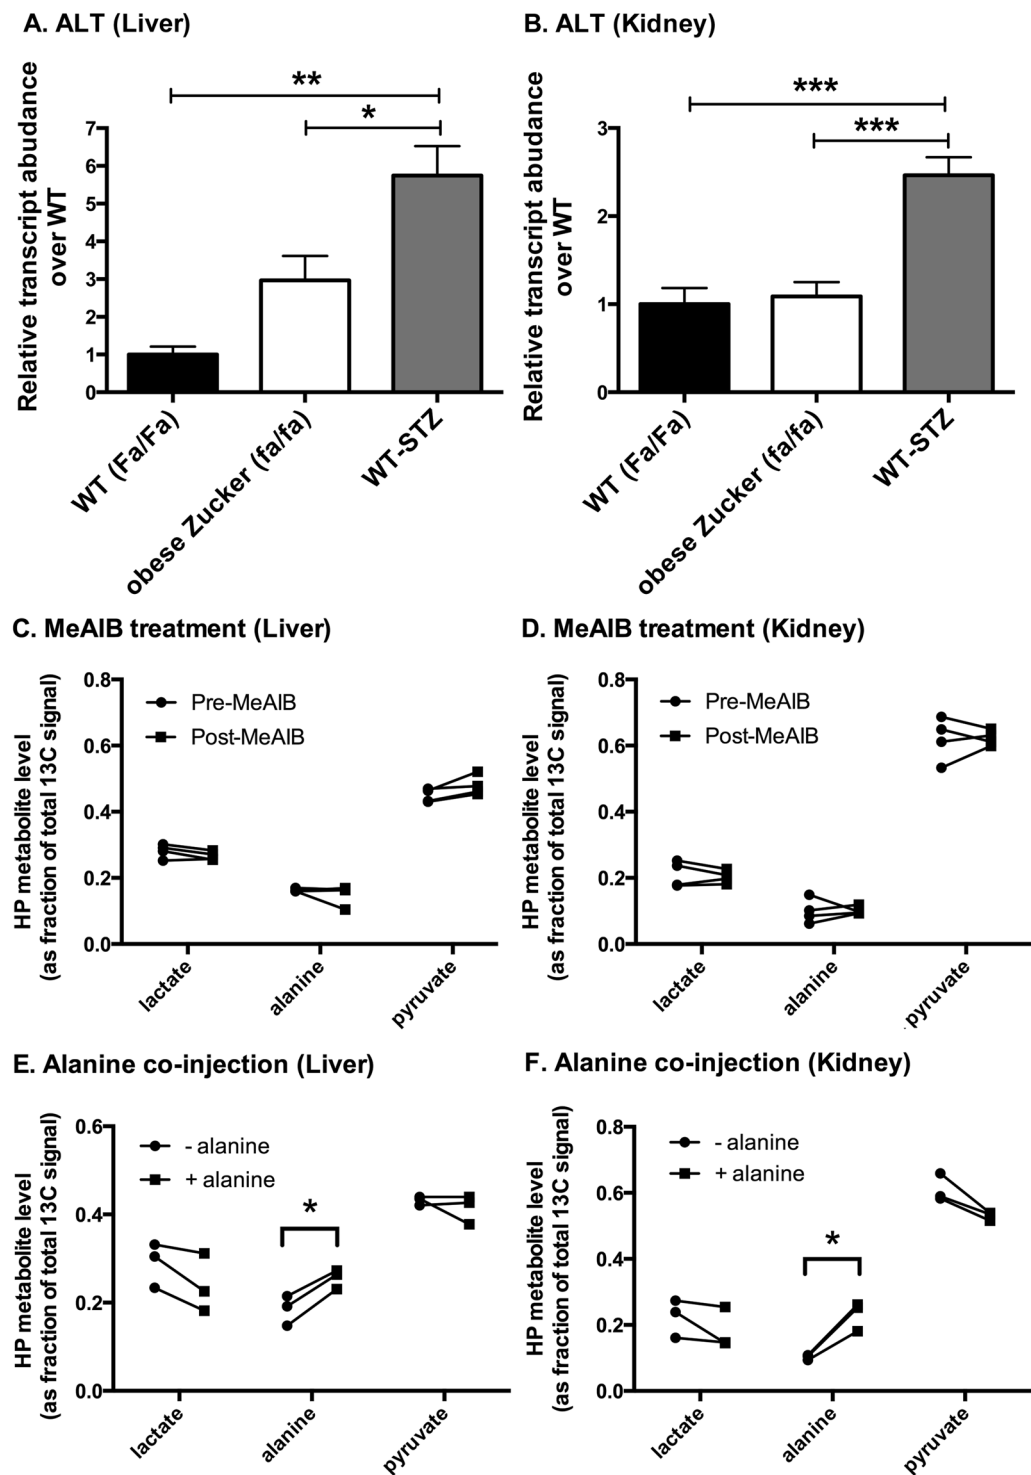 A. ALT (Liver)
B. ALT (Kidney)
Relative transcript abudance
over WT
7
6
5
4
3
2
1
0
**
*
WT (Fa/Fa)
obese Zucker (fa/fa)
WT-STZ
Relative transcript abudance
over WT
3
2
1
0
***
***
WT (Fa/Fa)
obese Zucker (fa/fa)
WT-STZ
C. MeAIB treatment (Liver)
D. MeAIB treatment (Kidney)
HP metabolite level
(as fraction of total 13C signal)
0.8
0.6
0.4
0.2
0.0
Pre-MeAIB
Post-MeAIB
lactate
alanine
pyruvate
HP metabolite level
(as fraction of total 13C signal)
0.8
0.6
0.4
0.2
0.0
Pre-MeAIB
Post-MeAIB
lactate
alanine
pyruvate
E. Alanine co-injection (Liver)
F. Alanine co-injection (Kidney)
HP metabolite level
(as fraction of total 13C signal)
0.6
0.4
0.2
0.0
- alanine
+ alanine
*
lactate
alanine
pyruvate
HP metabolite level
(as fraction of total 13C signal)
0.8
0.6
0.4
0.2
0.0
- alanine
+ alanine
*
lactate
alanine
pyruvate